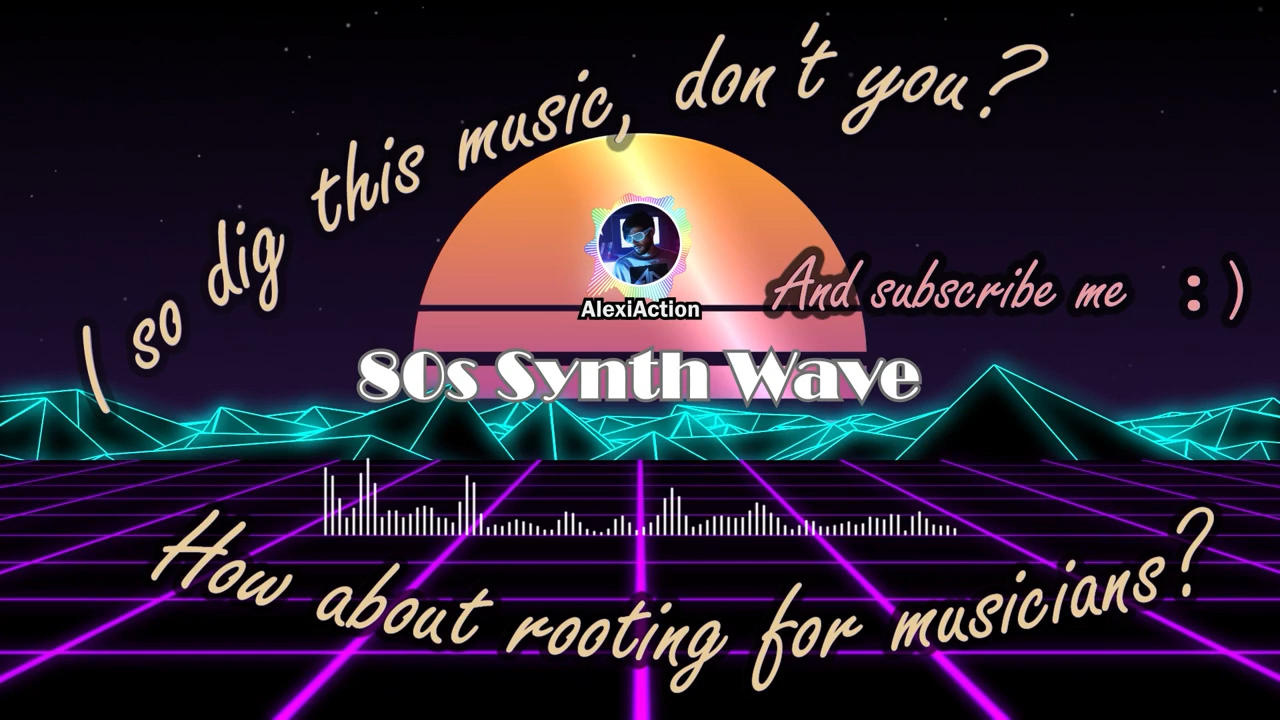 I so dig this music, don't you?
And subscribe me :)
AlexiAction
80s Synth Wave
How about rooting for musicians?